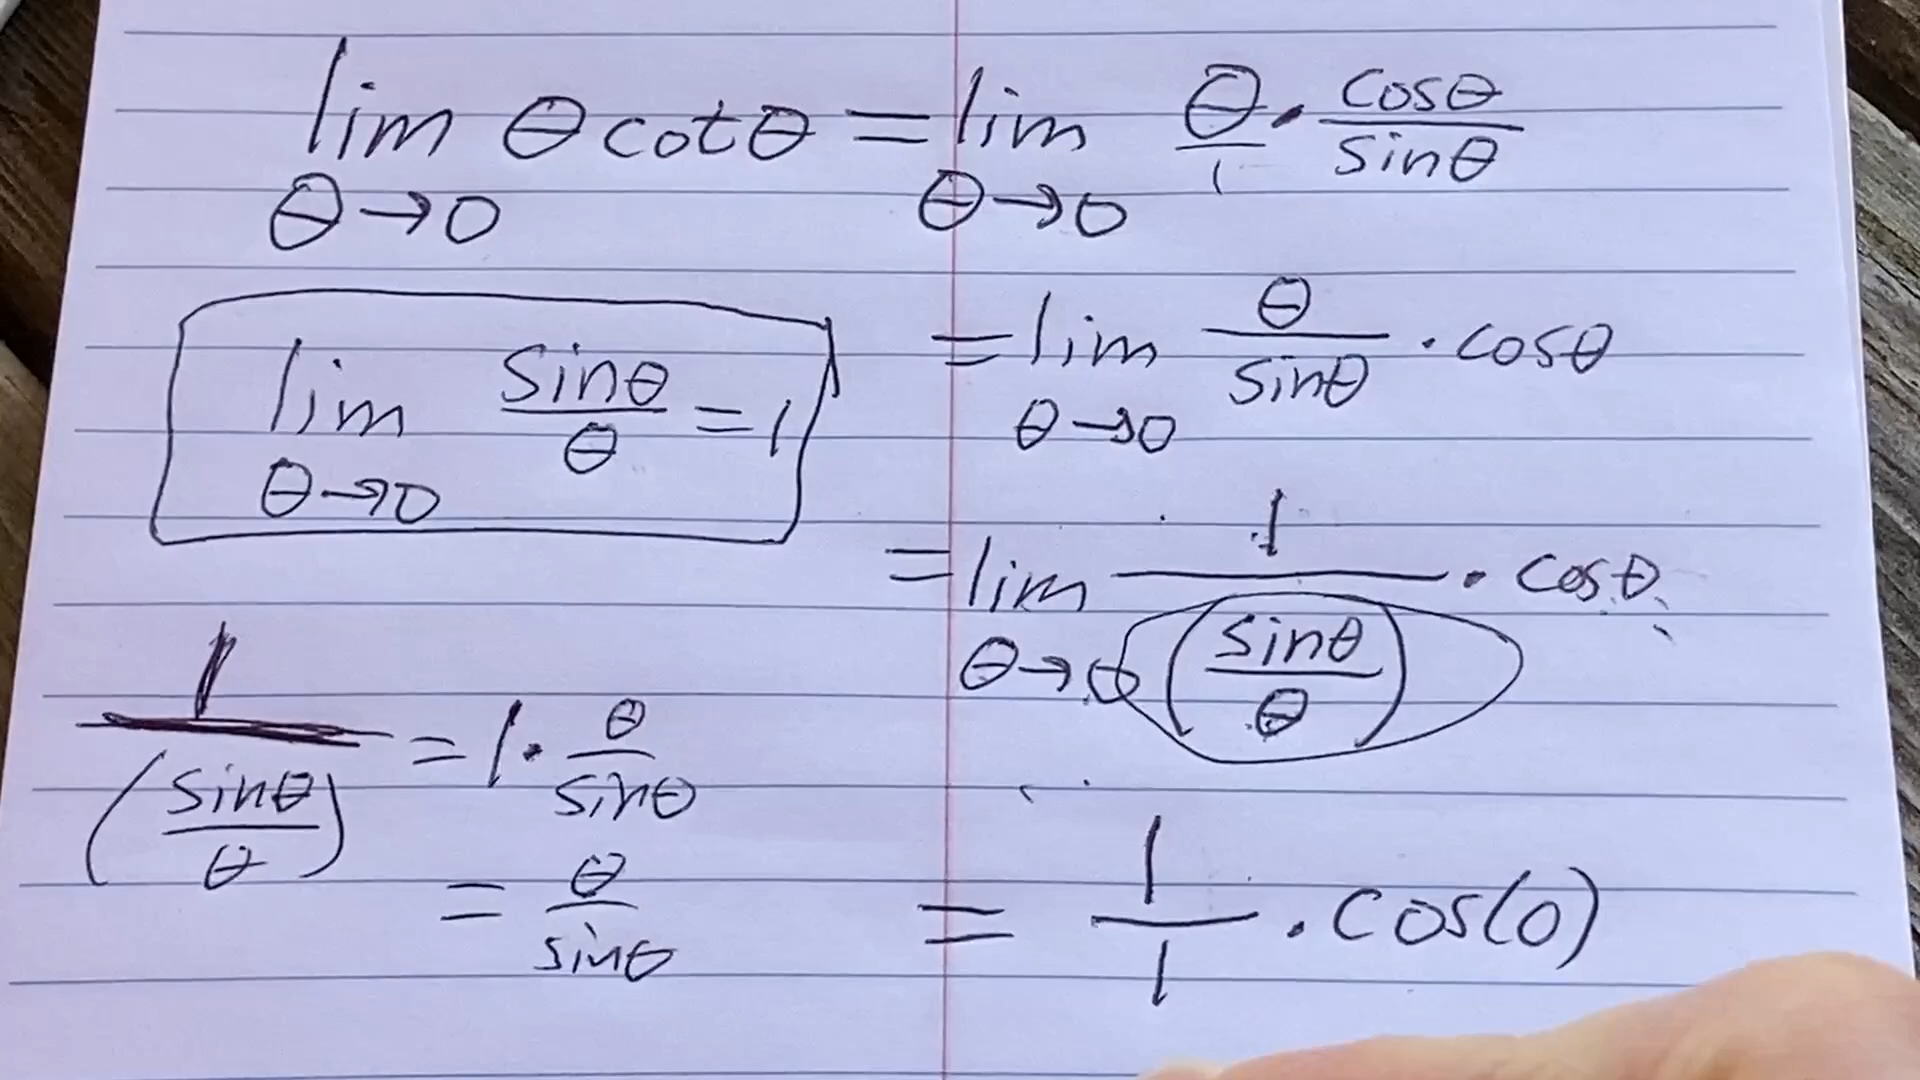 lim θ→0 θ cot θ = lim θ→0 θ/1 · cosθ/sinθ
lim θ→0 sinθ/θ = 1
= lim θ→0 θ/sinθ · cosθ
= lim θ→0 1/(sinθ/θ) · cosθ
1/(sinθ/θ) = 1 · θ/sinθ
= θ/sinθ
= 1/1 · cos(0)